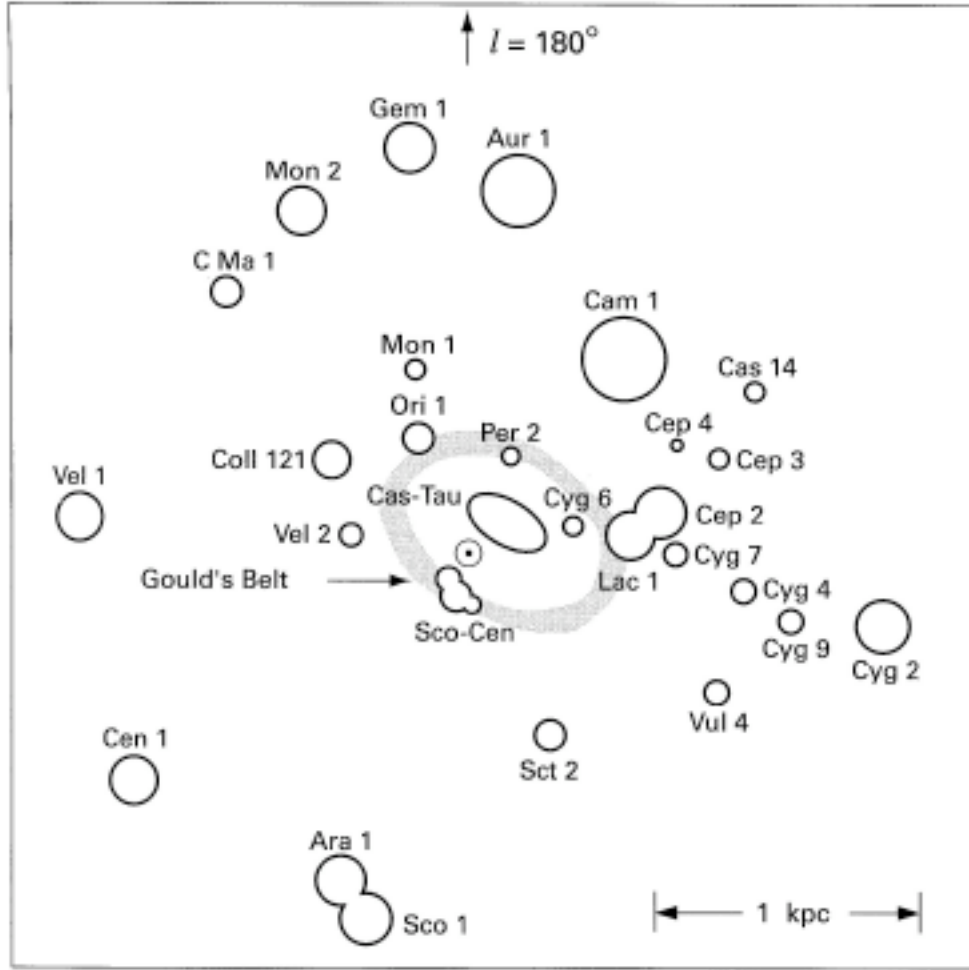 l = 180°
Gem 1
Aur 1
Mon 2
C Ma 1
Cam 1
Mon 1
Cas 14
Ori 1
Per 2
Cep 4
Coll 121
Cep 3
Vel 1
Cas-Tau
Cyg 6
Cep 2
Vel 2
Cyg 7
Gould's Belt
Lac 1
Cyg 4
Sco-Cen
Cyg 9
Cyg 2
Vul 4
Cen 1
Sct 2
Ara 1
1 kpc
Sco 1